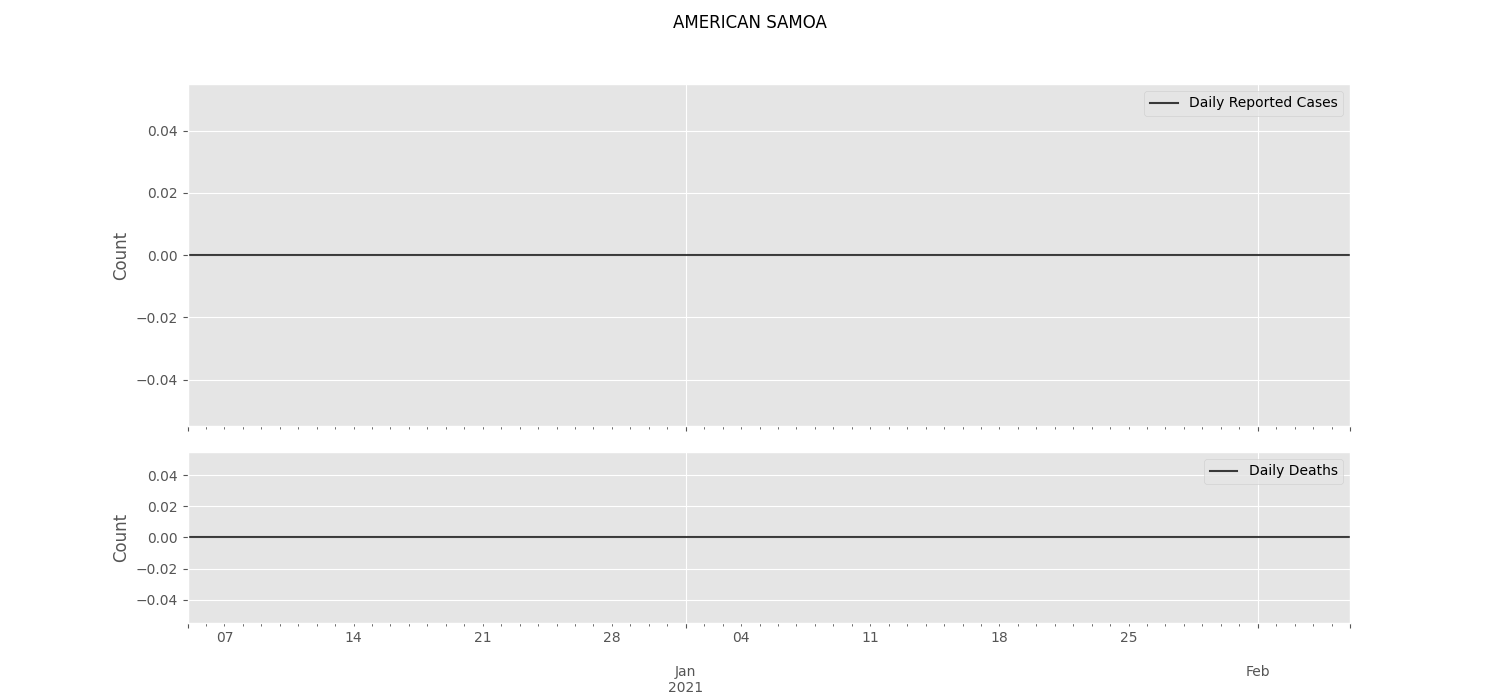 AMERICAN SAMOA
Daily Reported Cases
0.04
0.02
0.00
−0.02
−0.04
Count
Daily Deaths
0.04
0.02
0.00
−0.02
−0.04
Count
07 14 21 28 04 11 18 25
Jan Feb
2021